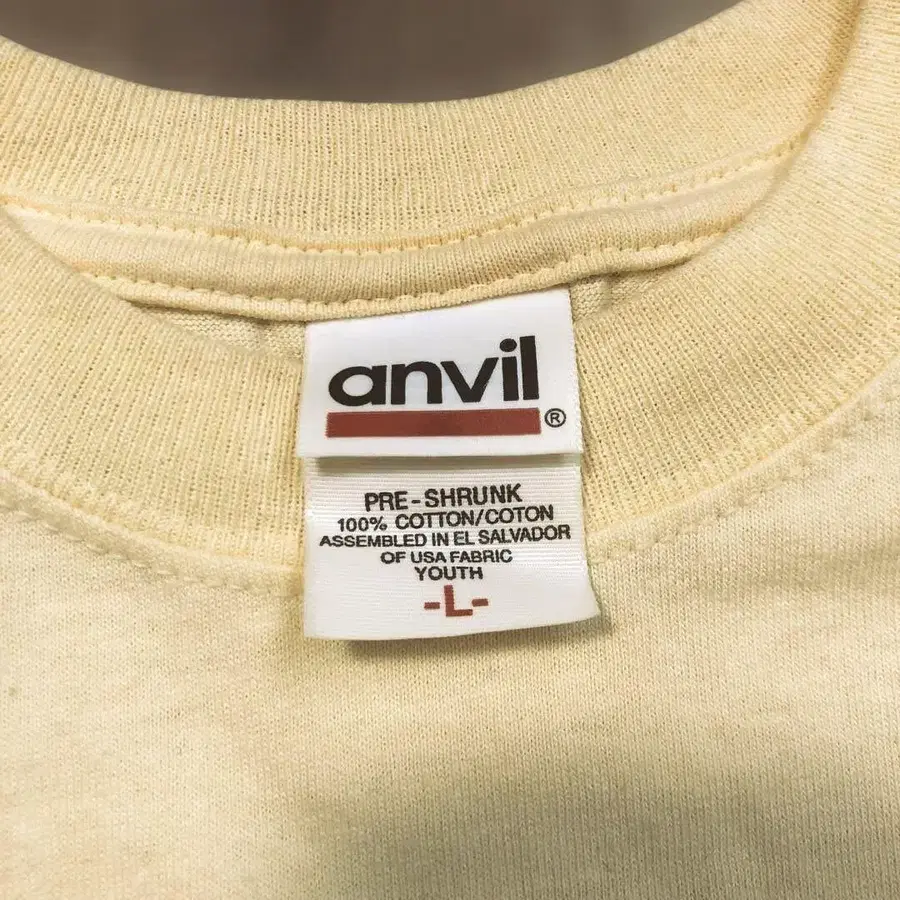 anvil®
PRE-SHRUNK
100% COTTON/COTON
ASSEMBLED IN EL SALVADOR
OF USA FABRIC
YOUTH
-L-